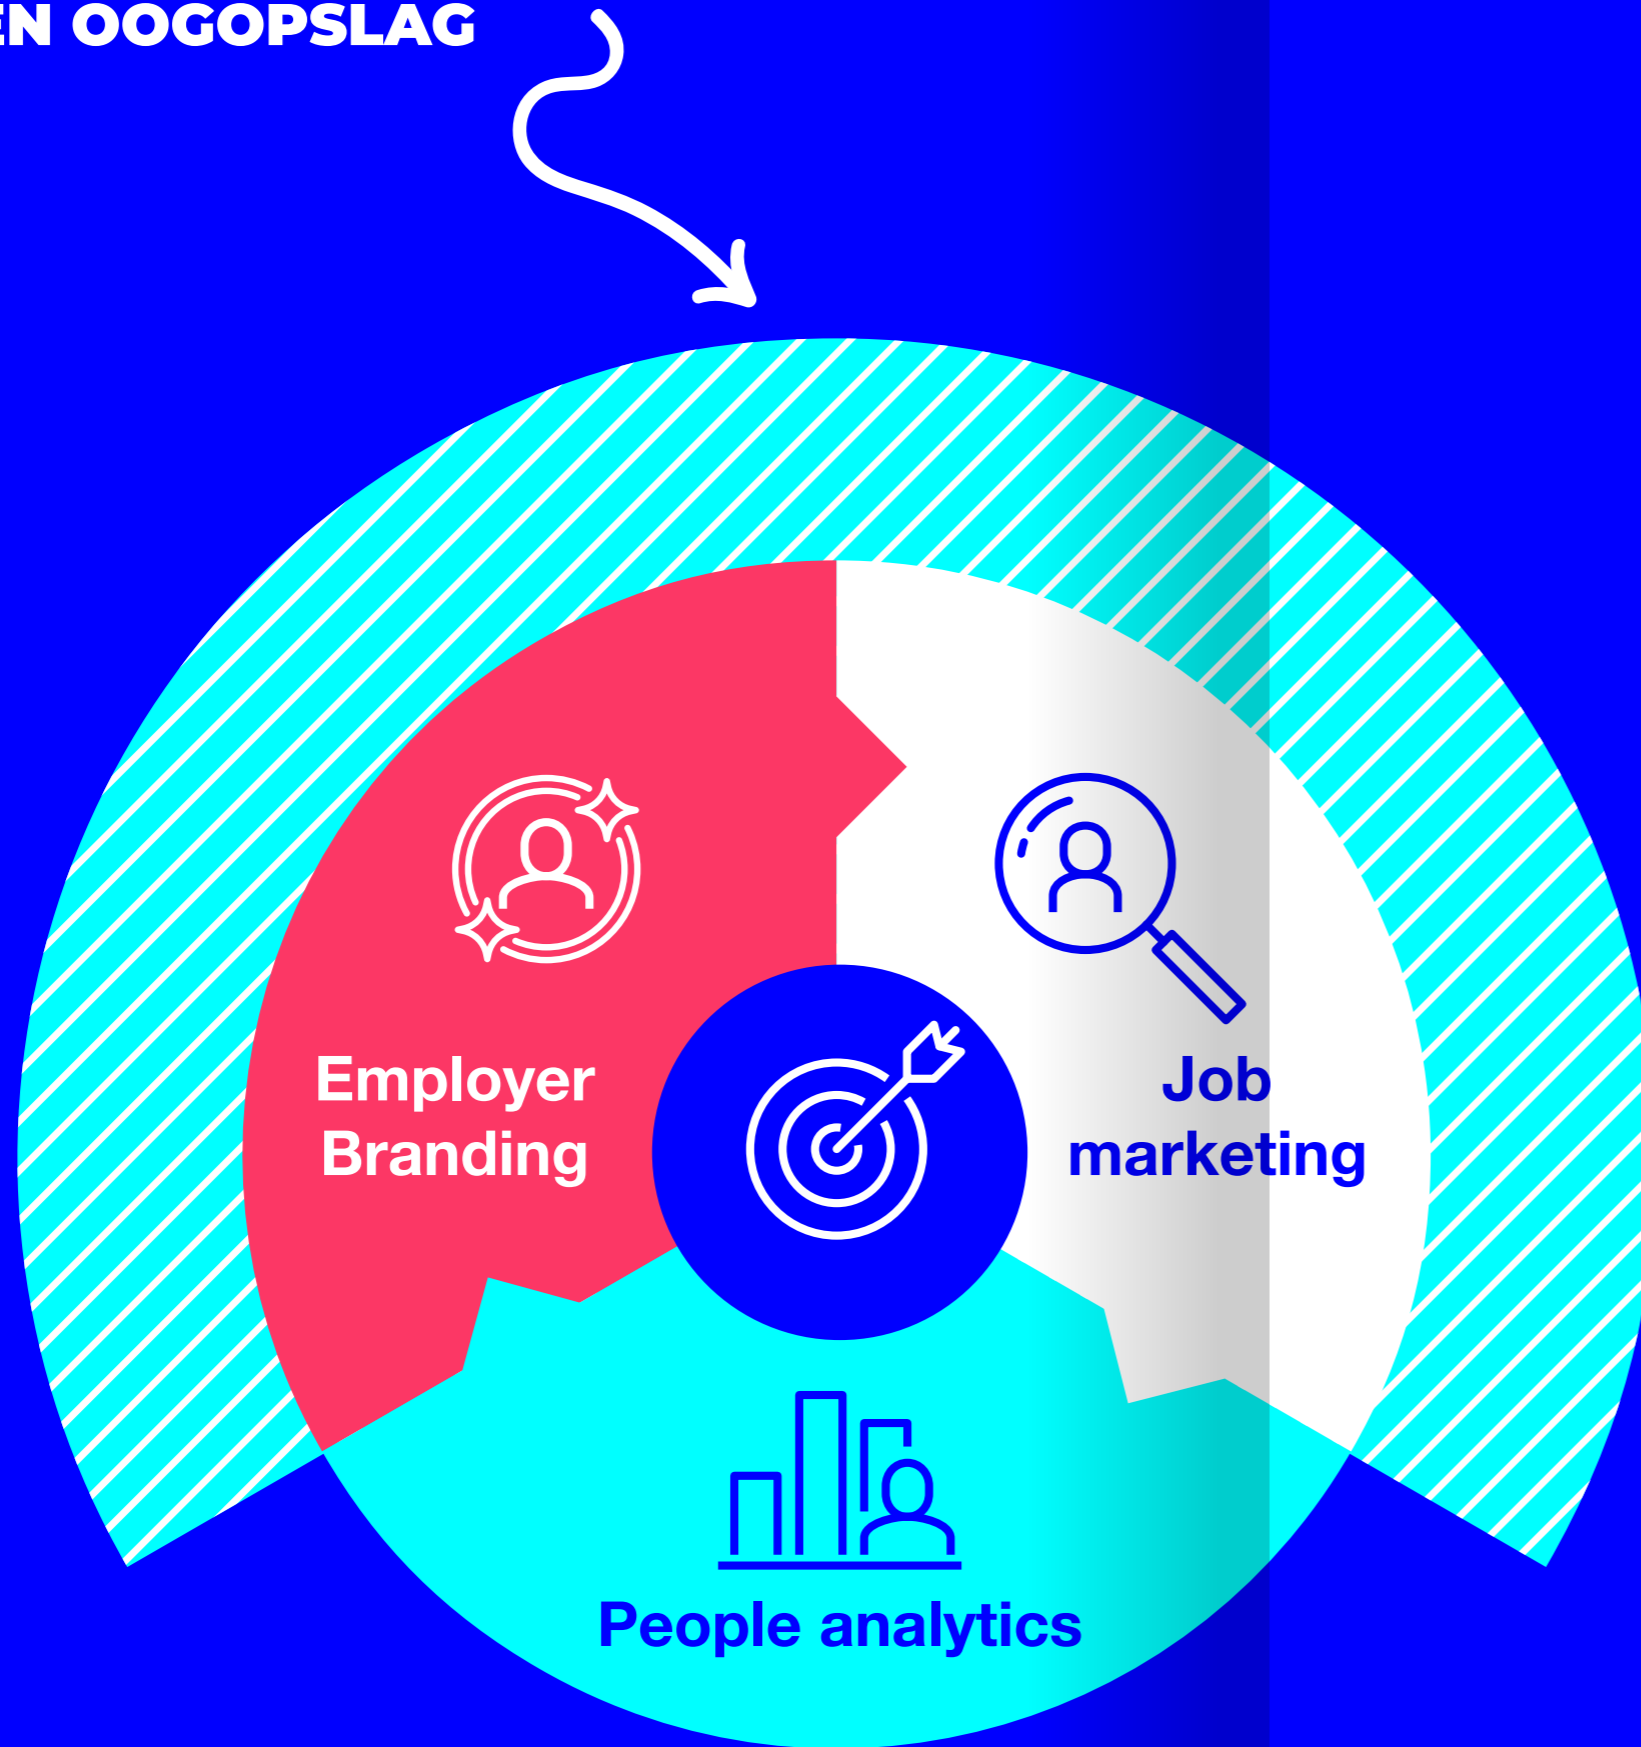 EN OOGOPSLAG
Employer
Branding
Job
marketing
People analytics